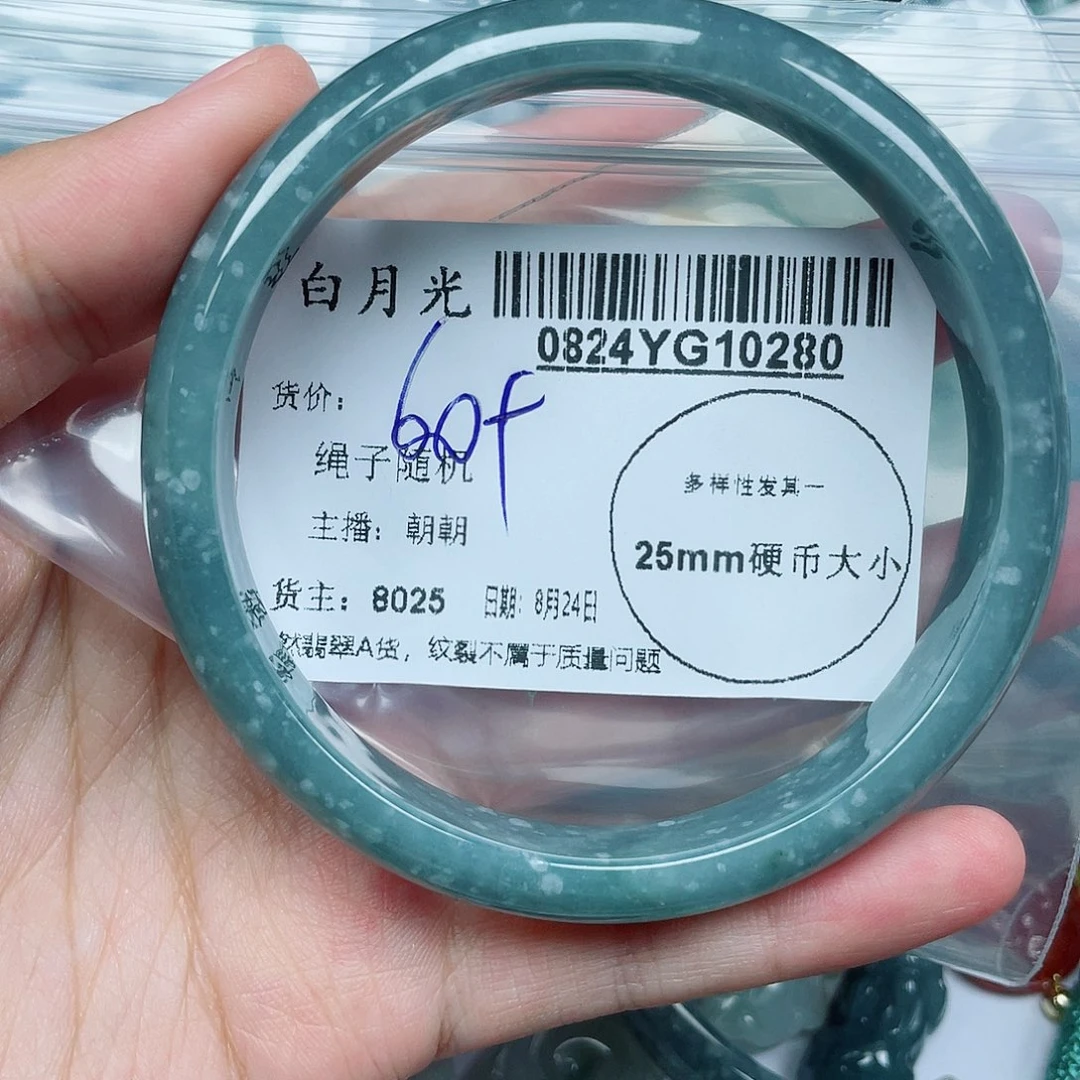 白月光
0824YG10280
货价：
60f
绳子随机
多样性发其一
25mm硬币大小
主播：朝朝
货主：8025 日期：8月24日
然翡翠A货，纹裂不属于质量问题